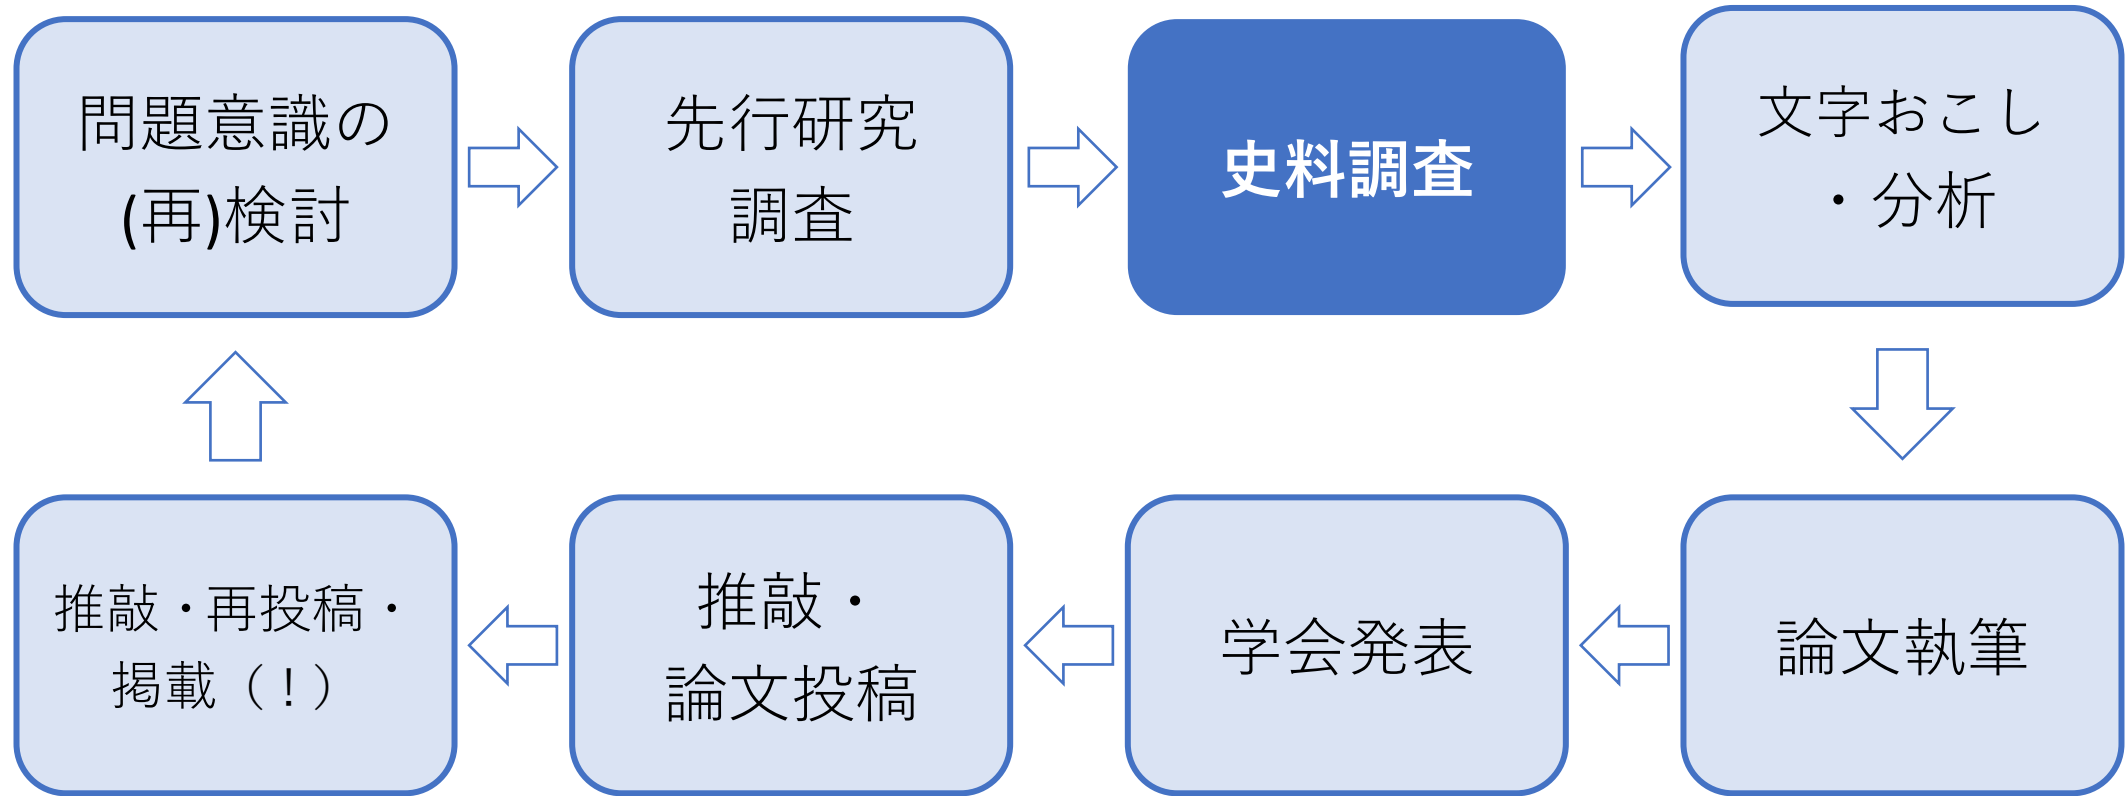 問題意識の
(再)検討
先行研究
調査
史料調査
文字おこし
・分析
論文執筆
学会発表
推敲・
論文投稿
推敲・再投稿・
掲載（！）